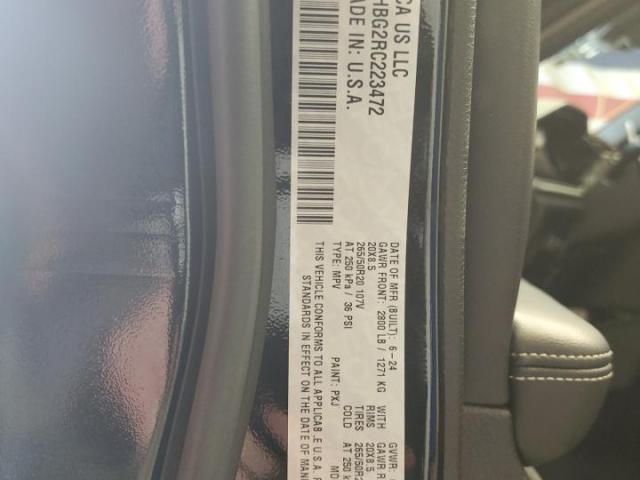 CA US LLC
HBG2RC223472
ADE IN: U.S.A.
DATE OF MFR (BUILT): 6-24 GVWR:
GAWR FRONT: 2800 LB / 1271 KG WITH GAWR R
20X8.5 RIMS 20X8.5
265/50R20 107V TIRES 265/50R2
AT 250 kPa / 36 PSI COLD AT 250
TYPE: MPV PAINT: PXJ MD
THIS VEHICLE CONFORMS TO ALL APPLICABLE U.S.A. F
STANDARDS IN EFFECT ON THE DATE OF MAN